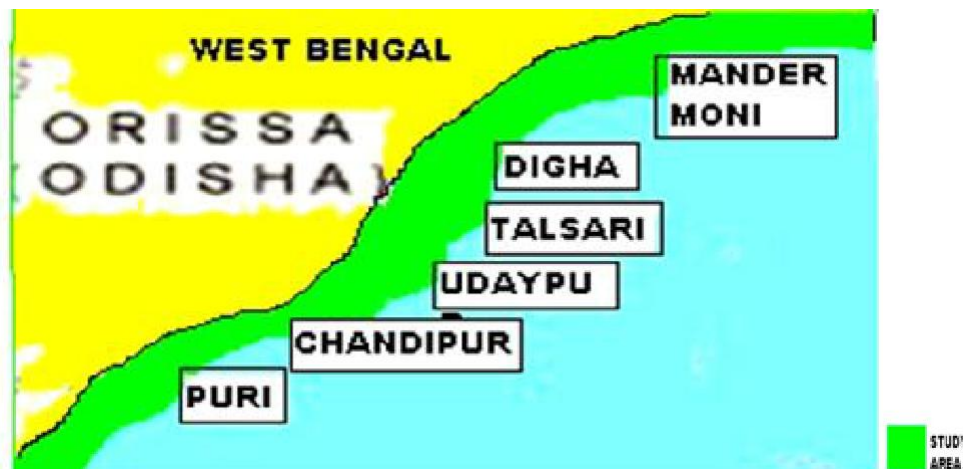 WEST BENGAL
ORISSA
(ODISHA)
MANDER
MONI
DIGHA
TALSARI
UDAYPU
CHANDIPUR
PURI
STUDY
AREA